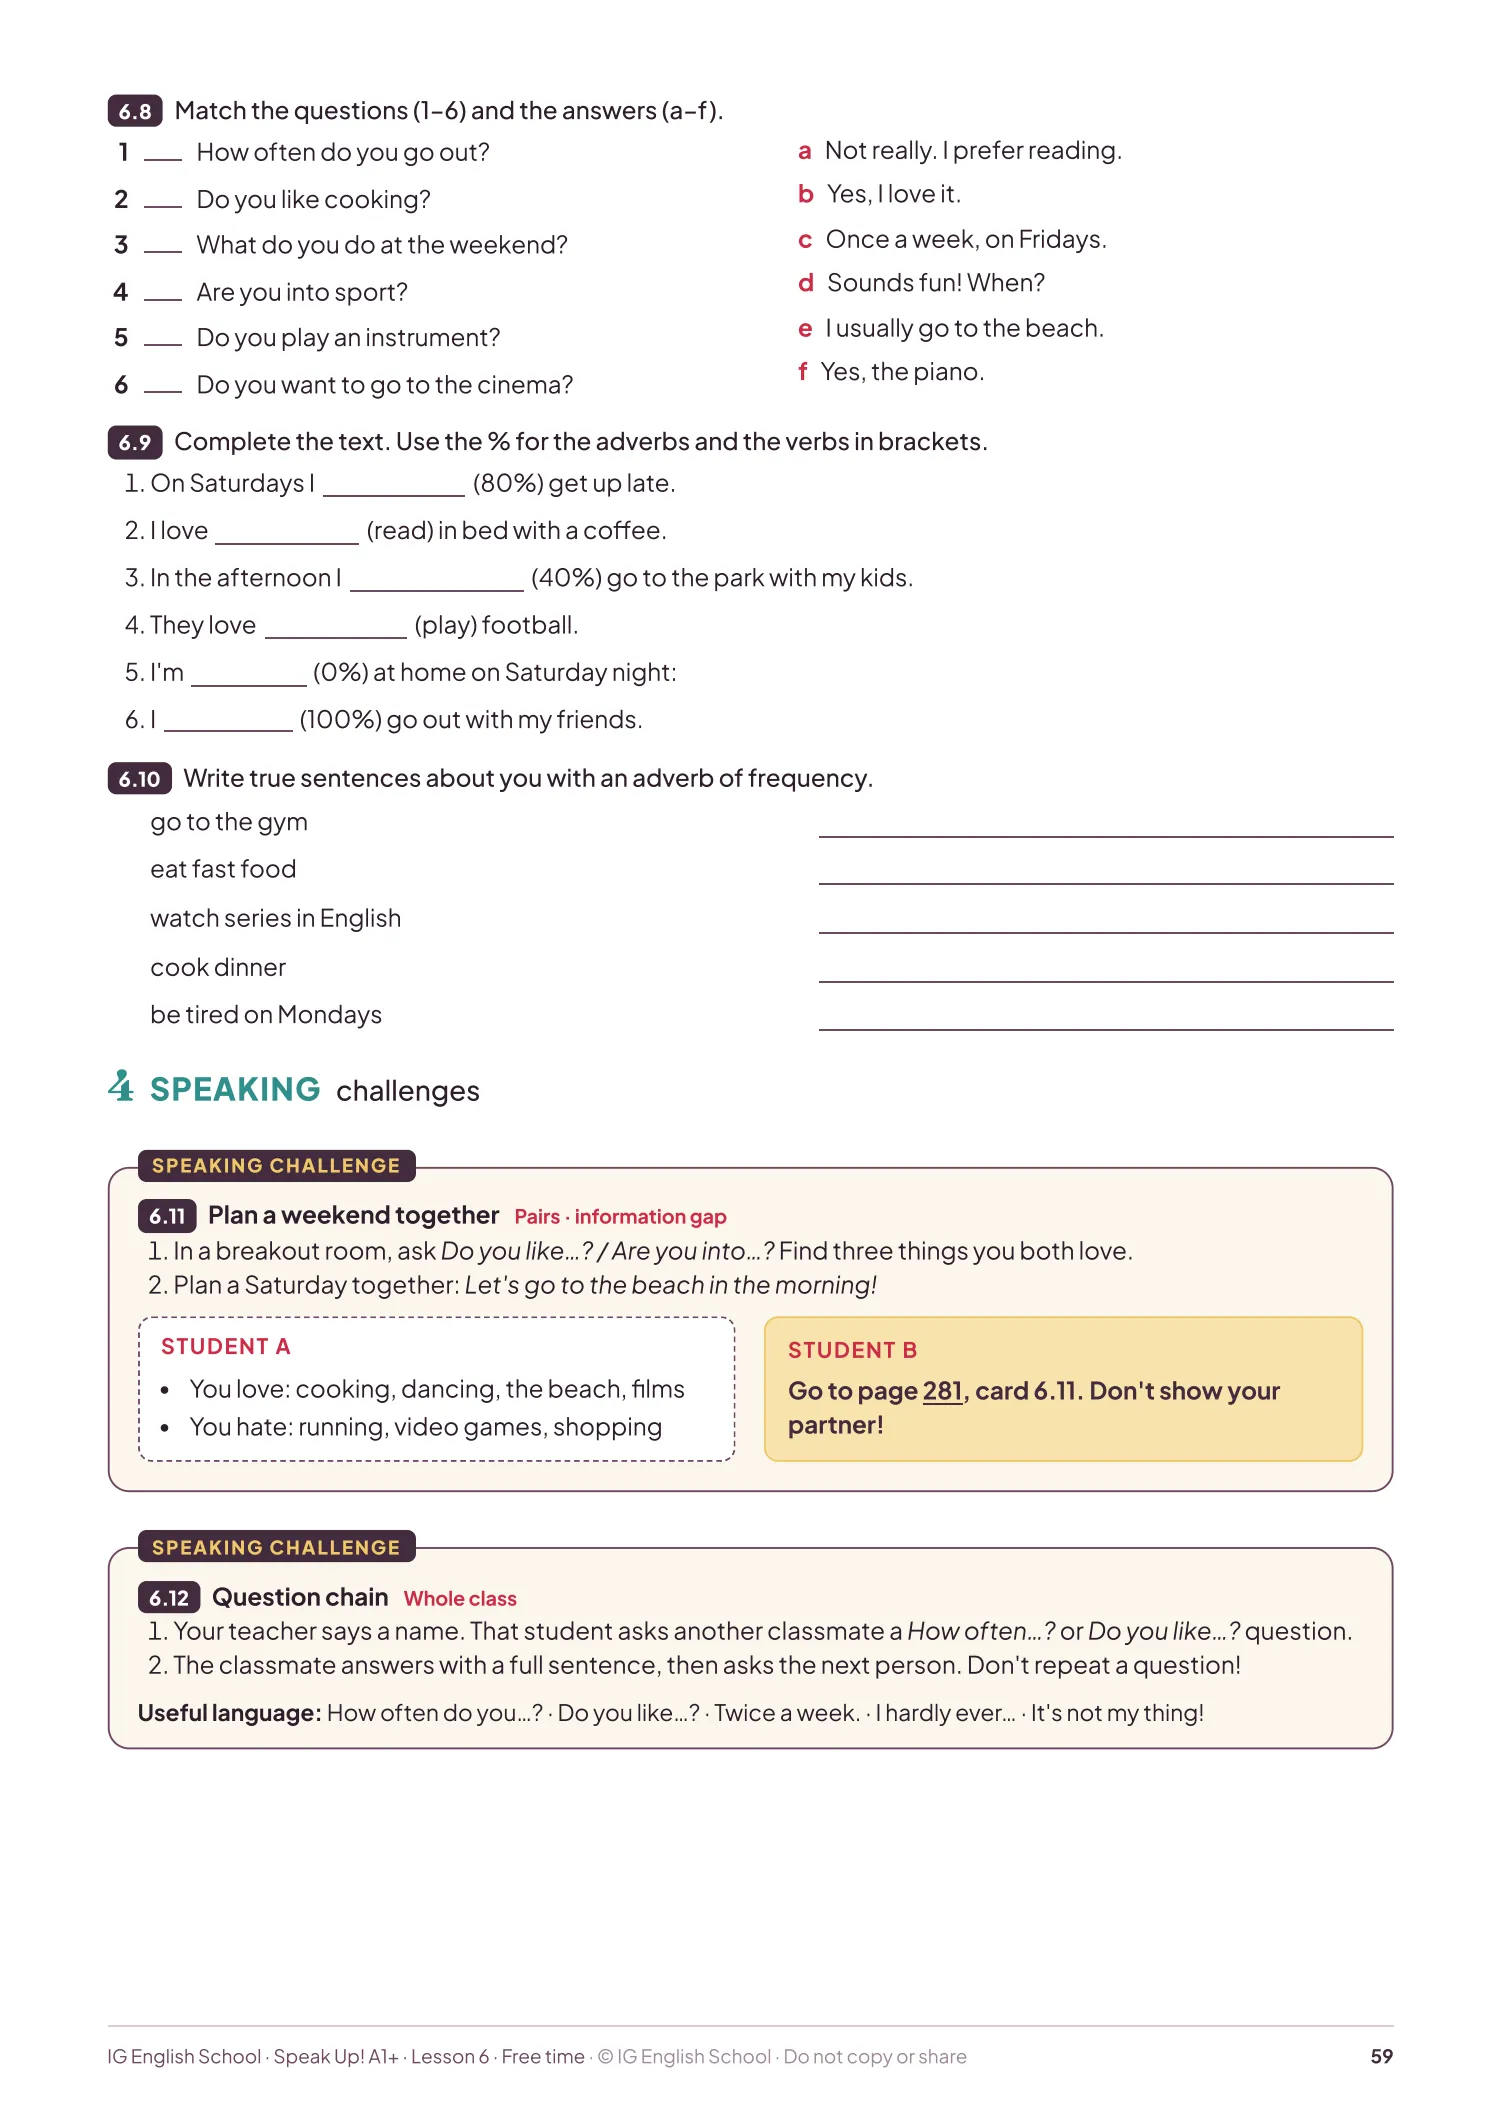 6.8 Match the questions (1–6) and the answers (a–f).
1 ___ How often do you go out?
2 ___ Do you like cooking?
3 ___ What do you do at the weekend?
4 ___ Are you into sport?
5 ___ Do you play an instrument?
6 ___ Do you want to go to the cinema?
a Not really. I prefer reading.
b Yes, I love it.
c Once a week, on Fridays.
d Sounds fun! When?
e I usually go to the beach.
f Yes, the piano.
6.9 Complete the text. Use the % for the adverbs and the verbs in brackets.
1. On Saturdays I ___________ (80%) get up late.
2. I love ___________ (read) in bed with a coffee.
3. In the afternoon I ______________ (40%) go to the park with my kids.
4. They love ___________ (play) football.
5. I'm _________ (0%) at home on Saturday night:
6. I __________ (100%) go out with my friends.
6.10 Write true sentences about you with an adverb of frequency.
go to the gym
eat fast food
watch series in English
cook dinner
be tired on Mondays
4 SPEAKING challenges
SPEAKING CHALLENGE
6.11 Plan a weekend together Pairs · information gap
1. In a breakout room, ask Do you like...? / Are you into...? Find three things you both love.
2. Plan a Saturday together: Let's go to the beach in the morning!
STUDENT A
• You love: cooking, dancing, the beach, films
• You hate: running, video games, shopping
STUDENT B
Go to page 281, card 6.11. Don't show your
partner!
SPEAKING CHALLENGE
6.12 Question chain Whole class
1. Your teacher says a name. That student asks another classmate a How often...? or Do you like...? question.
2. The classmate answers with a full sentence, then asks the next person. Don't repeat a question!
Useful language: How often do you...? · Do you like...? · Twice a week. · I hardly ever... · It's not my thing!
IG English School · Speak Up! A1+ · Lesson 6 · Free time · © IG English School · Do not copy or share 59